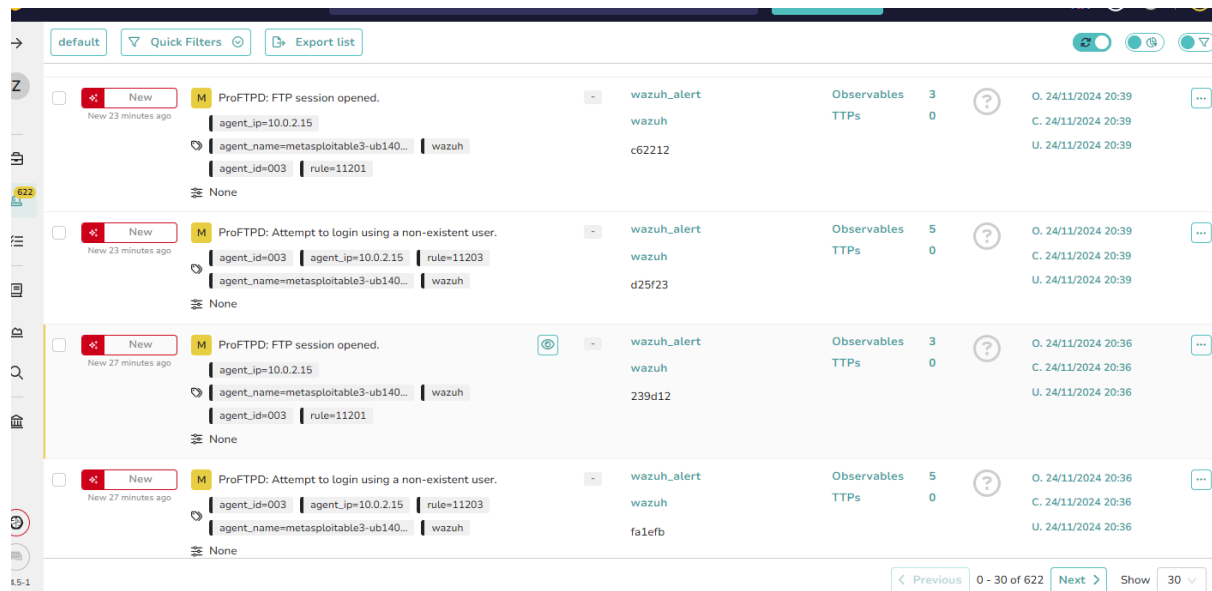 default Quick Filters Export list
Z
622
4.5-1
New M ProFTPD: FTP session opened. - wazuh_alert Observables 3 ? O. 24/11/2024 20:39
New 23 minutes ago agent_ip=10.0.2.15 wazuh TTPs 0 C. 24/11/2024 20:39
agent_name=metasploitable3-ub140... wazuh c62212 U. 24/11/2024 20:39
agent_id=003 rule=11201
None
New M ProFTPD: Attempt to login using a non-existent user. - wazuh_alert Observables 5 ? O. 24/11/2024 20:39
New 23 minutes ago agent_id=003 agent_ip=10.0.2.15 rule=11203 wazuh TTPs 0 C. 24/11/2024 20:39
agent_name=metasploitable3-ub140... wazuh d25f23 U. 24/11/2024 20:39
None
New M ProFTPD: FTP session opened. - wazuh_alert Observables 3 ? O. 24/11/2024 20:36
New 27 minutes ago agent_ip=10.0.2.15 wazuh TTPs 0 C. 24/11/2024 20:36
agent_name=metasploitable3-ub140... wazuh 239d12 U. 24/11/2024 20:36
agent_id=003 rule=11201
None
New M ProFTPD: Attempt to login using a non-existent user. - wazuh_alert Observables 5 ? O. 24/11/2024 20:36
New 27 minutes ago agent_id=003 agent_ip=10.0.2.15 rule=11203 wazuh TTPs 0 C. 24/11/2024 20:36
agent_name=metasploitable3-ub140... wazuh fa1efb U. 24/11/2024 20:36
None
Previous 0 - 30 of 622 Next Show 30